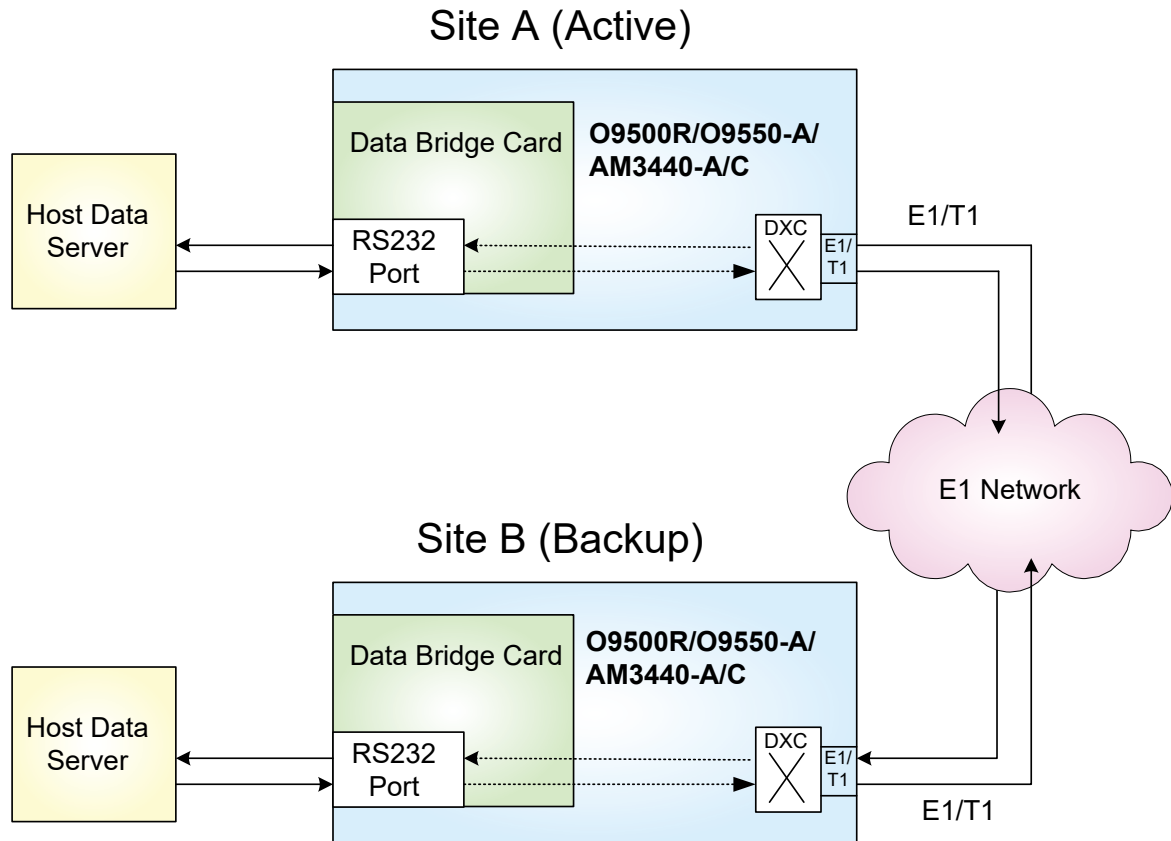 Site A (Active)
Data Bridge Card
O9500R/O9550-A/
AM3440-A/C
Host Data
Server
RS232
Port
DXC
E1/
T1
E1/T1
E1 Network
Site B (Backup)
Data Bridge Card
O9500R/O9550-A/
AM3440-A/C
Host Data
Server
RS232
Port
DXC
E1/
T1
E1/T1